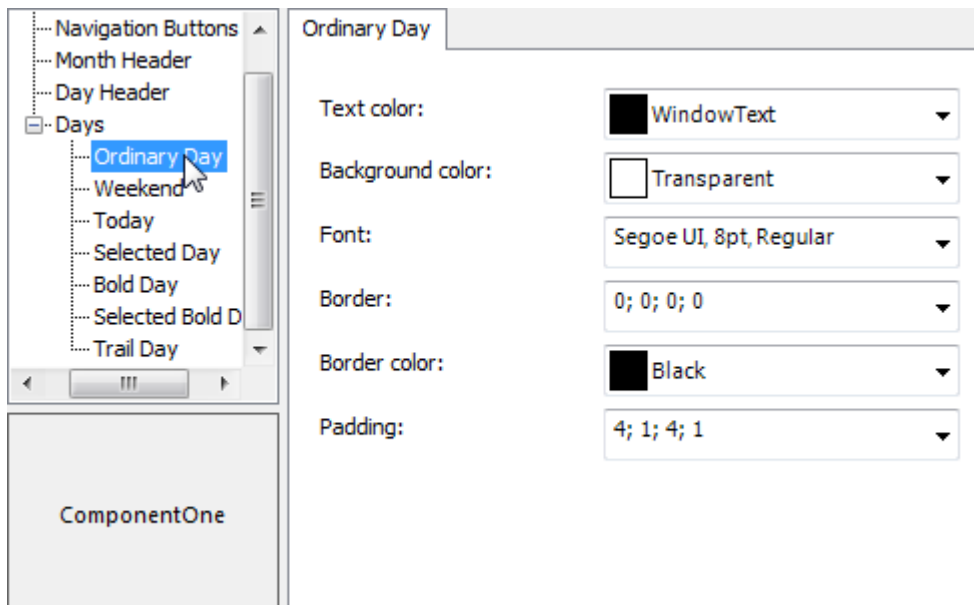 Navigation Buttons
Month Header
Day Header
Days
Ordinary Day
Weekend
Today
Selected Day
Bold Day
Selected Bold D
Trail Day
ComponentOne
Ordinary Day
Text color: WindowText
Background color: Transparent
Font: Segoe UI, 8pt, Regular
Border: 0; 0; 0; 0
Border color: Black
Padding: 4; 1; 4; 1